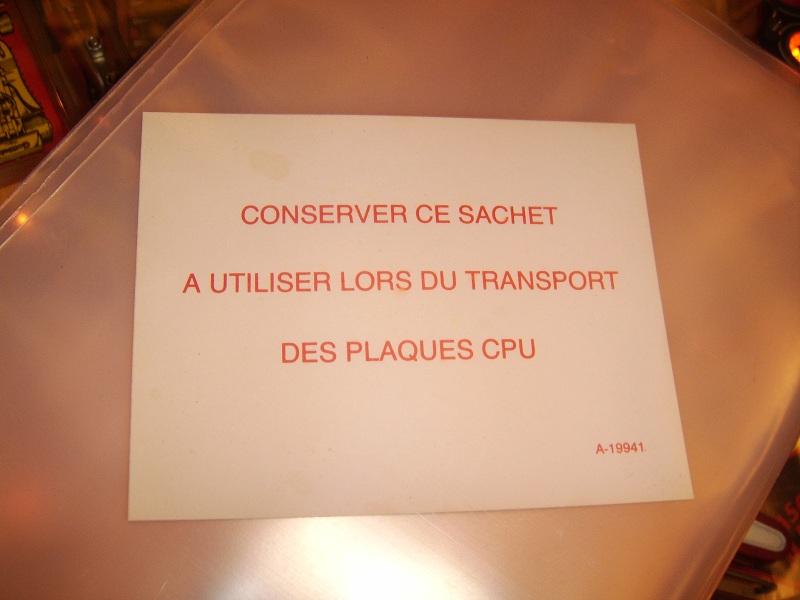 CONSERVER CE SACHET
A UTILISER LORS DU TRANSPORT
DES PLAQUES CPU
A-19941